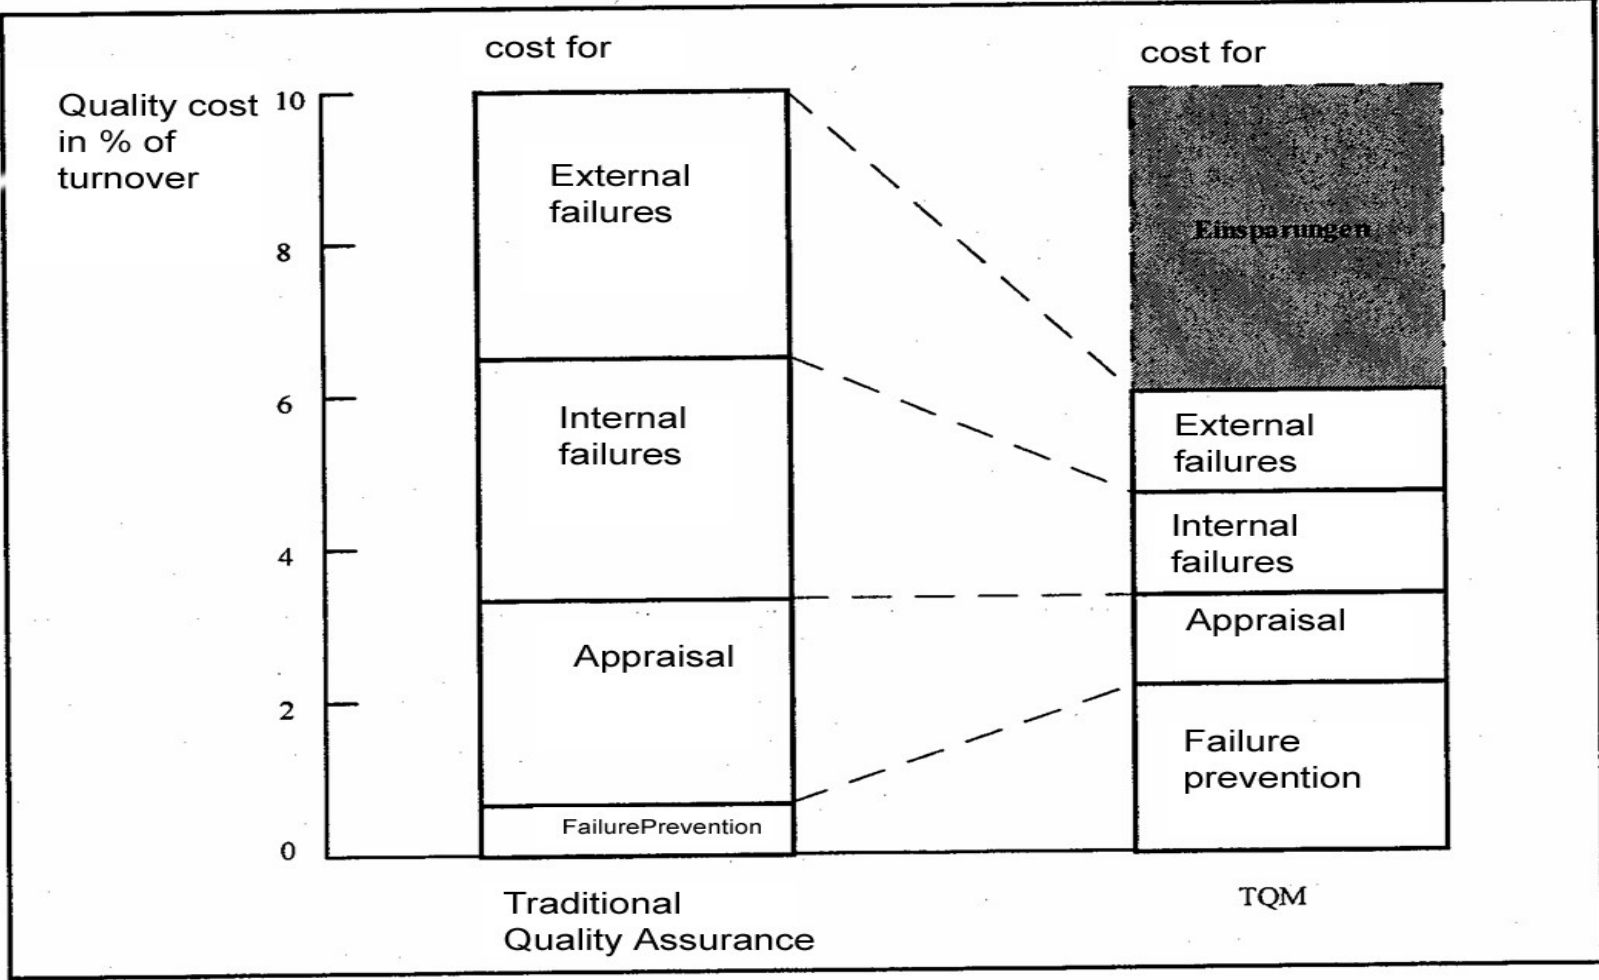 cost for
cost for
Quality cost
in % of
turnover
10
8
6
4
2
0
External
failures
Internal
failures
Appraisal
FailurePrevention
Einsparungen
External
failures
Internal
failures
Appraisal
Failure
prevention
Traditional
Quality Assurance
TQM